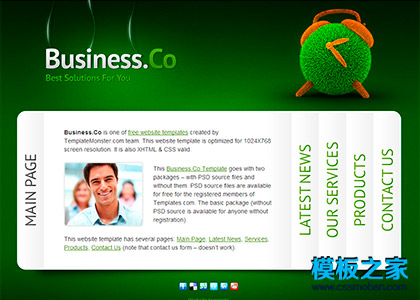 Business.Co
Best Solutions For You
MAIN PAGE
Business.Co is one of free website templates created by
TemplateMonster.com team. This website template is optimized for 1024X768
screen resolution. It is also XHTML & CSS valid.
This Business.Co Template goes with two
packages – with PSD source files and
without them. PSD source files are available
for free for the registered members of
Templates.com. The basic package (without
PSD source is available for anyone without
registration)
This website template has several pages: Main Page, Latest News, Services,
Products, Contact Us (note that contact us form – doesn't work).
LATEST NEWS
OUR SERVICES
PRODUCTS
CONTACT US
模板之家
www.cssmoban.com